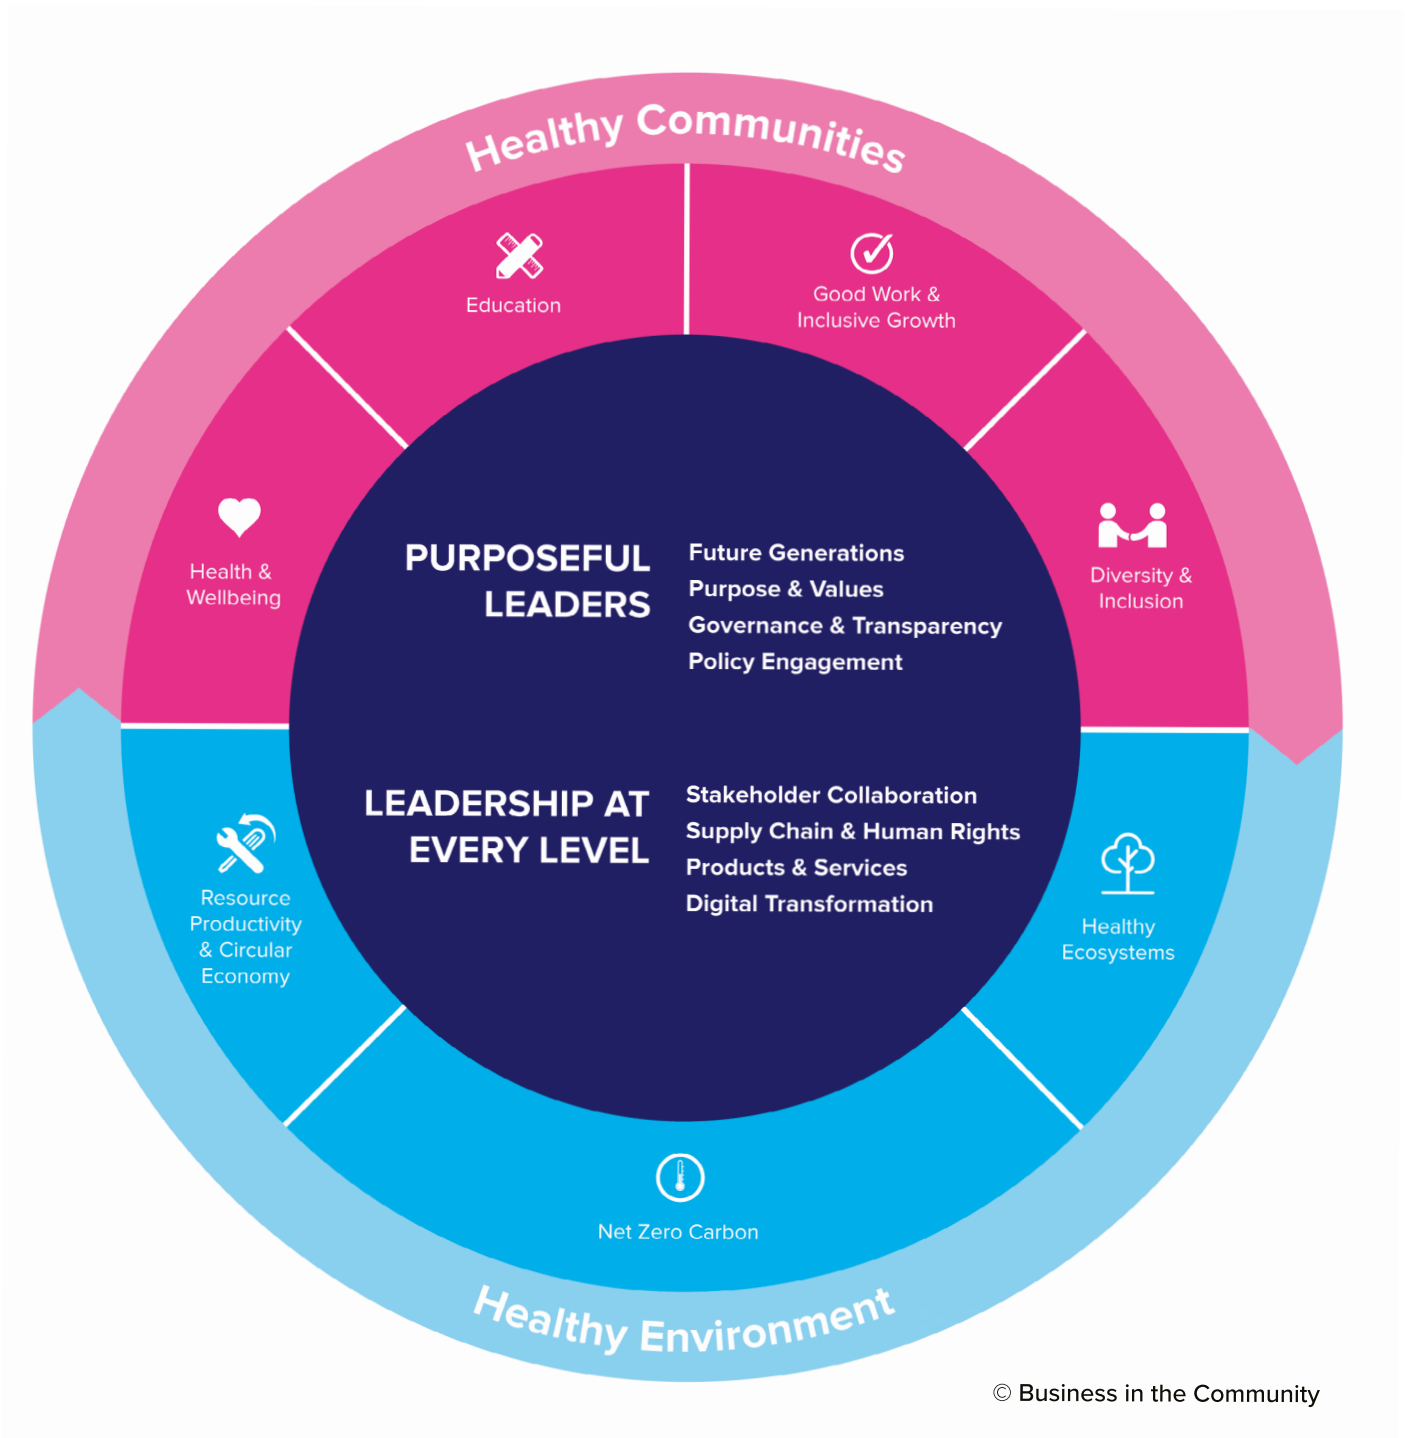 Healthy Communities
Education
Good Work &
Inclusive Growth
Health &
Wellbeing
Diversity &
Inclusion
PURPOSEFUL
LEADERS
Future Generations
Purpose & Values
Governance & Transparency
Policy Engagement
LEADERSHIP AT
EVERY LEVEL
Stakeholder Collaboration
Supply Chain & Human Rights
Products & Services
Digital Transformation
Resource
Productivity
& Circular
Economy
Healthy
Ecosystems
Net Zero Carbon
Healthy Environment
© Business in the Community